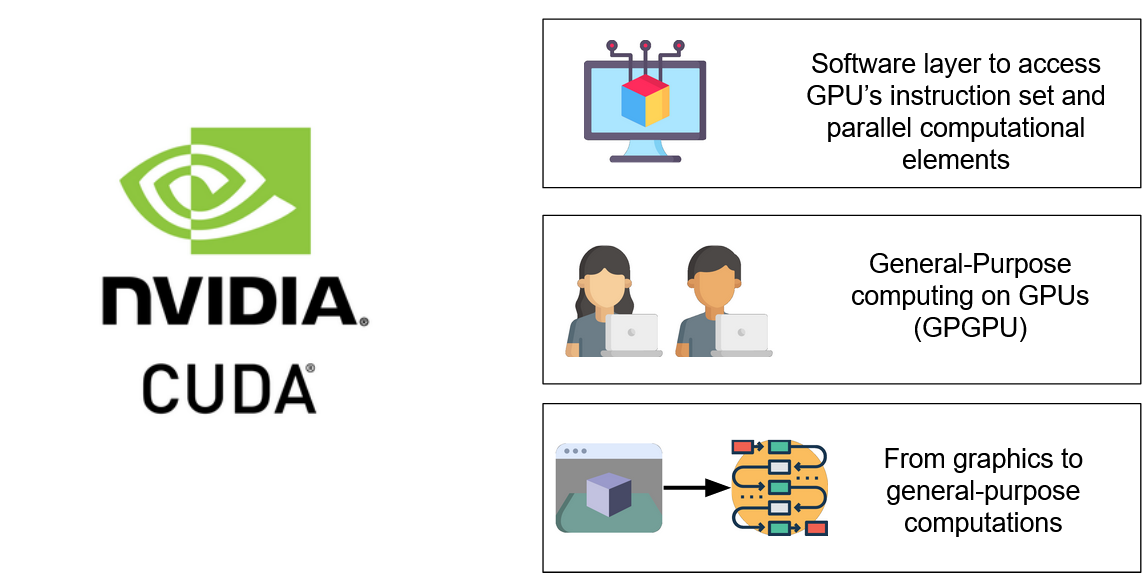 NVIDIA®
CUDA®
Software layer to access
GPU’s instruction set and
parallel computational
elements
General-Purpose
computing on GPUs
(GPGPU)
From graphics to
general-purpose
computations